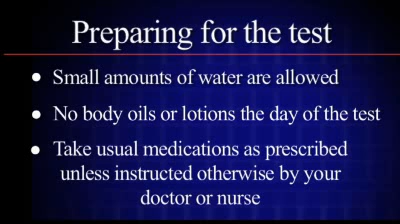 Preparing for the test
• Small amounts of water are allowed
• No body oils or lotions the day of the test
• Take usual medications as prescribed
unless instructed otherwise by your
doctor or nurse